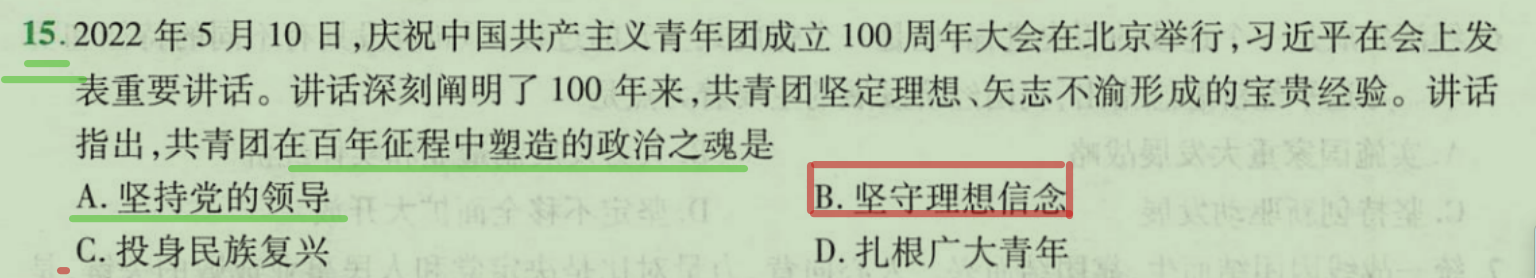 15. 2022 年 5 月 10 日,庆祝中国共产主义青年团成立 100 周年大会在北京举行,习近平在会上发
表重要讲话。讲话深刻阐明了 100 年来,共青团坚定理想、矢志不渝形成的宝贵经验。讲话
指出,共青团在百年征程中塑造的政治之魂是
A. 坚持党的领导 B. 坚守理想信念
C. 投身民族复兴 D. 扎根广大青年